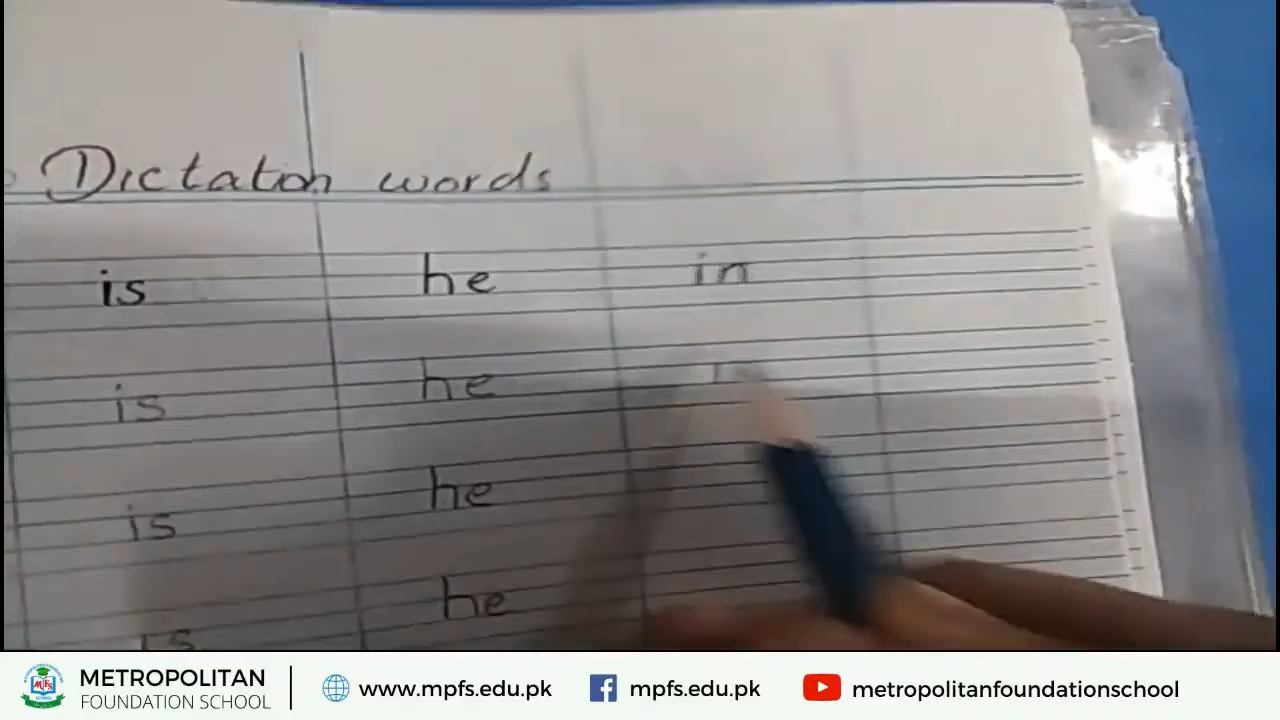 Dictation words
is he in
is he
is he
is he
METROPOLITAN
FOUNDATION SCHOOL
www.mpfs.edu.pk
mpfs.edu.pk
metropolitanfoundationschool